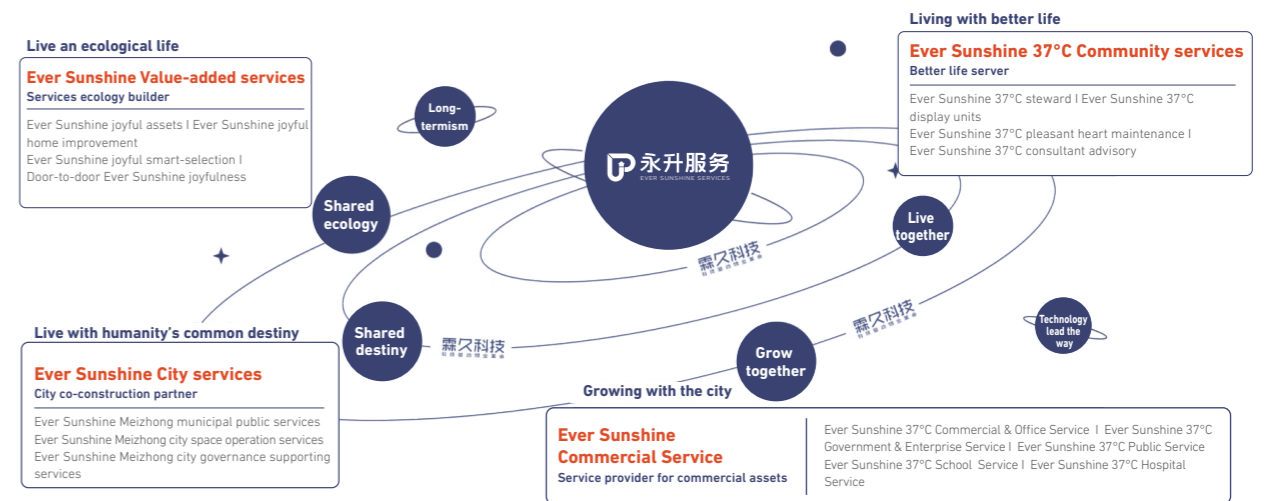 Live an ecological life
Ever Sunshine Value-added services
Services ecology builder
Ever Sunshine joyful assets I Ever Sunshine joyful
home improvement
Ever Sunshine joyful smart-selection I
Door-to-door Ever Sunshine joyfulness
Long-
termism
永升服务
EVER SUNSHINE SERVICES
Living with better life
Ever Sunshine 37°C Community services
Better life server
Ever Sunshine 37°C steward I Ever Sunshine 37°C
display units
Ever Sunshine 37°C pleasant heart maintenance I
Ever Sunshine 37°C consultant advisory
Shared
ecology
Live
together
霖久科技
霖久科技
Technology
lead the
way
Live with humanity's common destiny
Ever Sunshine City services
City co-construction partner
Ever Sunshine Meizhong municipal public services
Ever Sunshine Meizhong city space operation services
Ever Sunshine Meizhong city governance supporting
services
Shared
destiny
霖久科技
Grow
together
Growing with the city
Ever Sunshine
Commercial Service
Service provider for commercial assets
Ever Sunshine 37°C Commercial & Office Service I Ever Sunshine 37°C
Government & Enterprise Service I Ever Sunshine 37°C Public Service
Ever Sunshine 37°C School Service I Ever Sunshine 37°C Hospital
Service